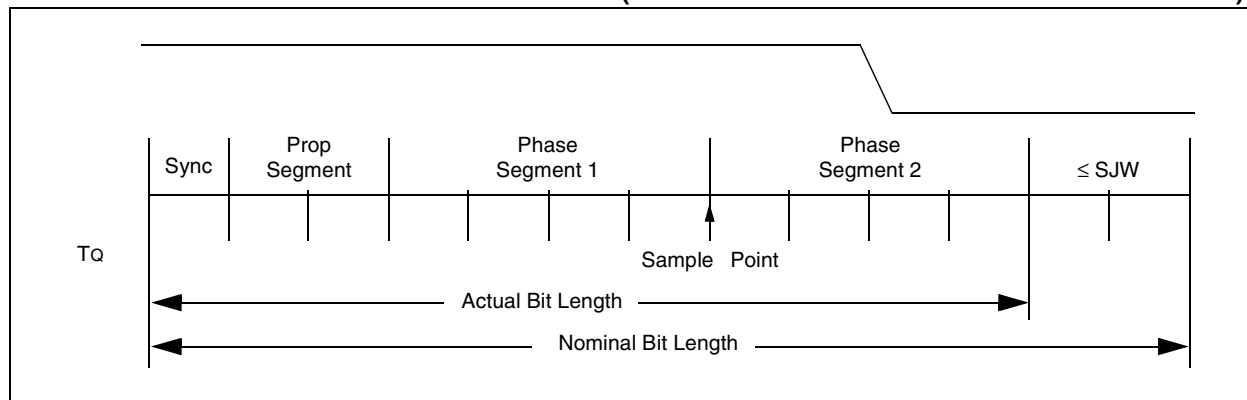 Sync
Prop
Segment
Phase
Segment 1
Phase
Segment 2
≤ SJW
TQ
Sample Point
Actual Bit Length
Nominal Bit Length